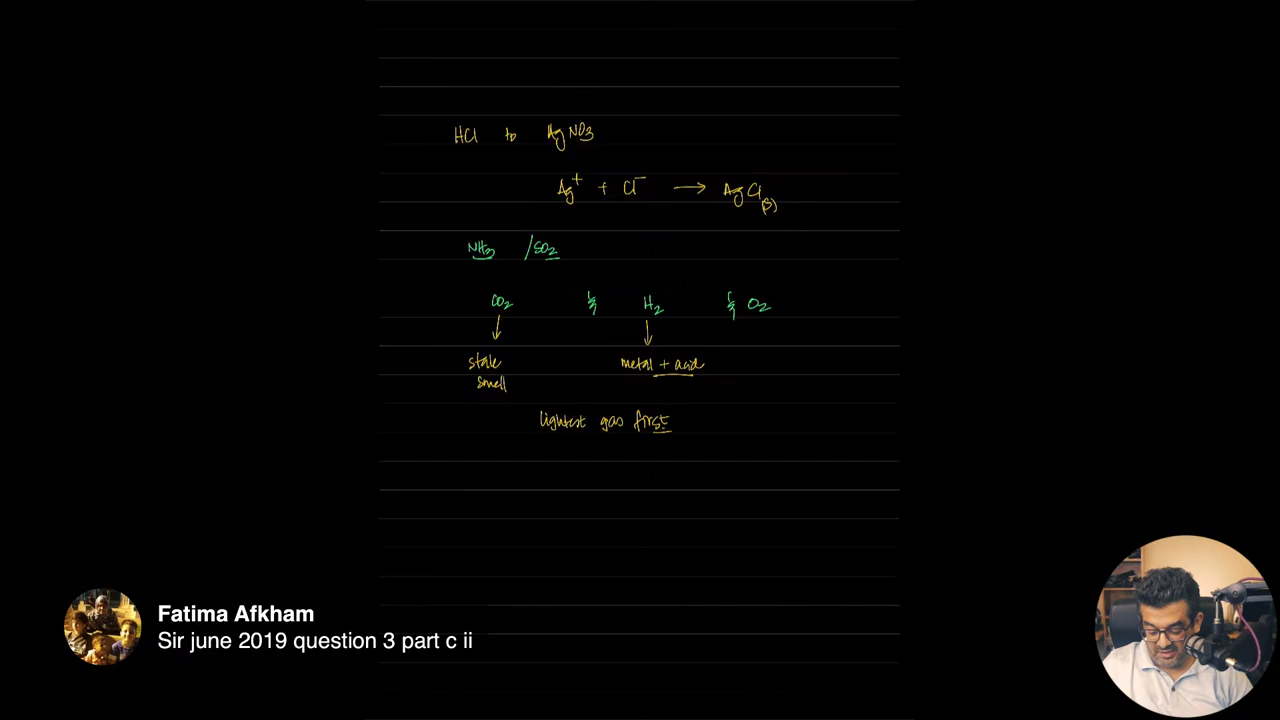 HCl to AgNO3
Ag+ + Cl- → AgCl(s)
NH3 / SO2
CO2 & H2 & O2
stale metal + acid
smell
lightest gas first
Fatima Afkham
Sir june 2019 question 3 part c ii